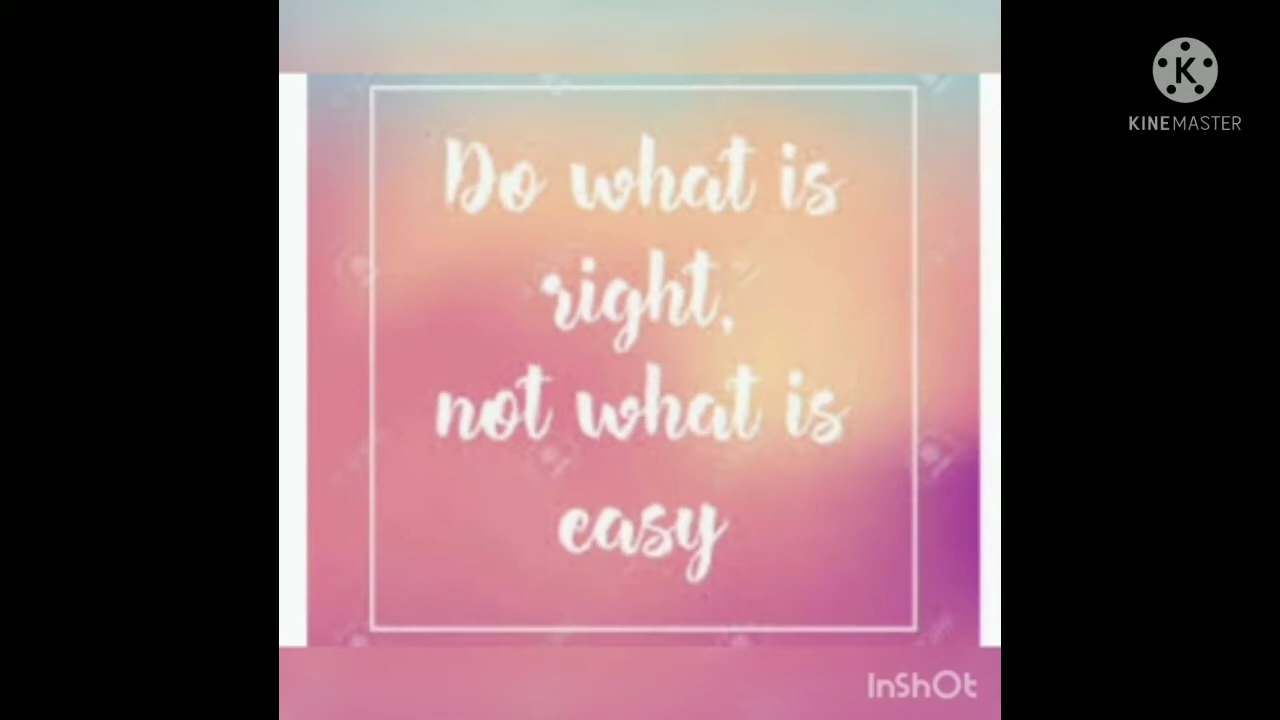 Do what is
right,
not what is
easy
KINEMASTER
InShOt